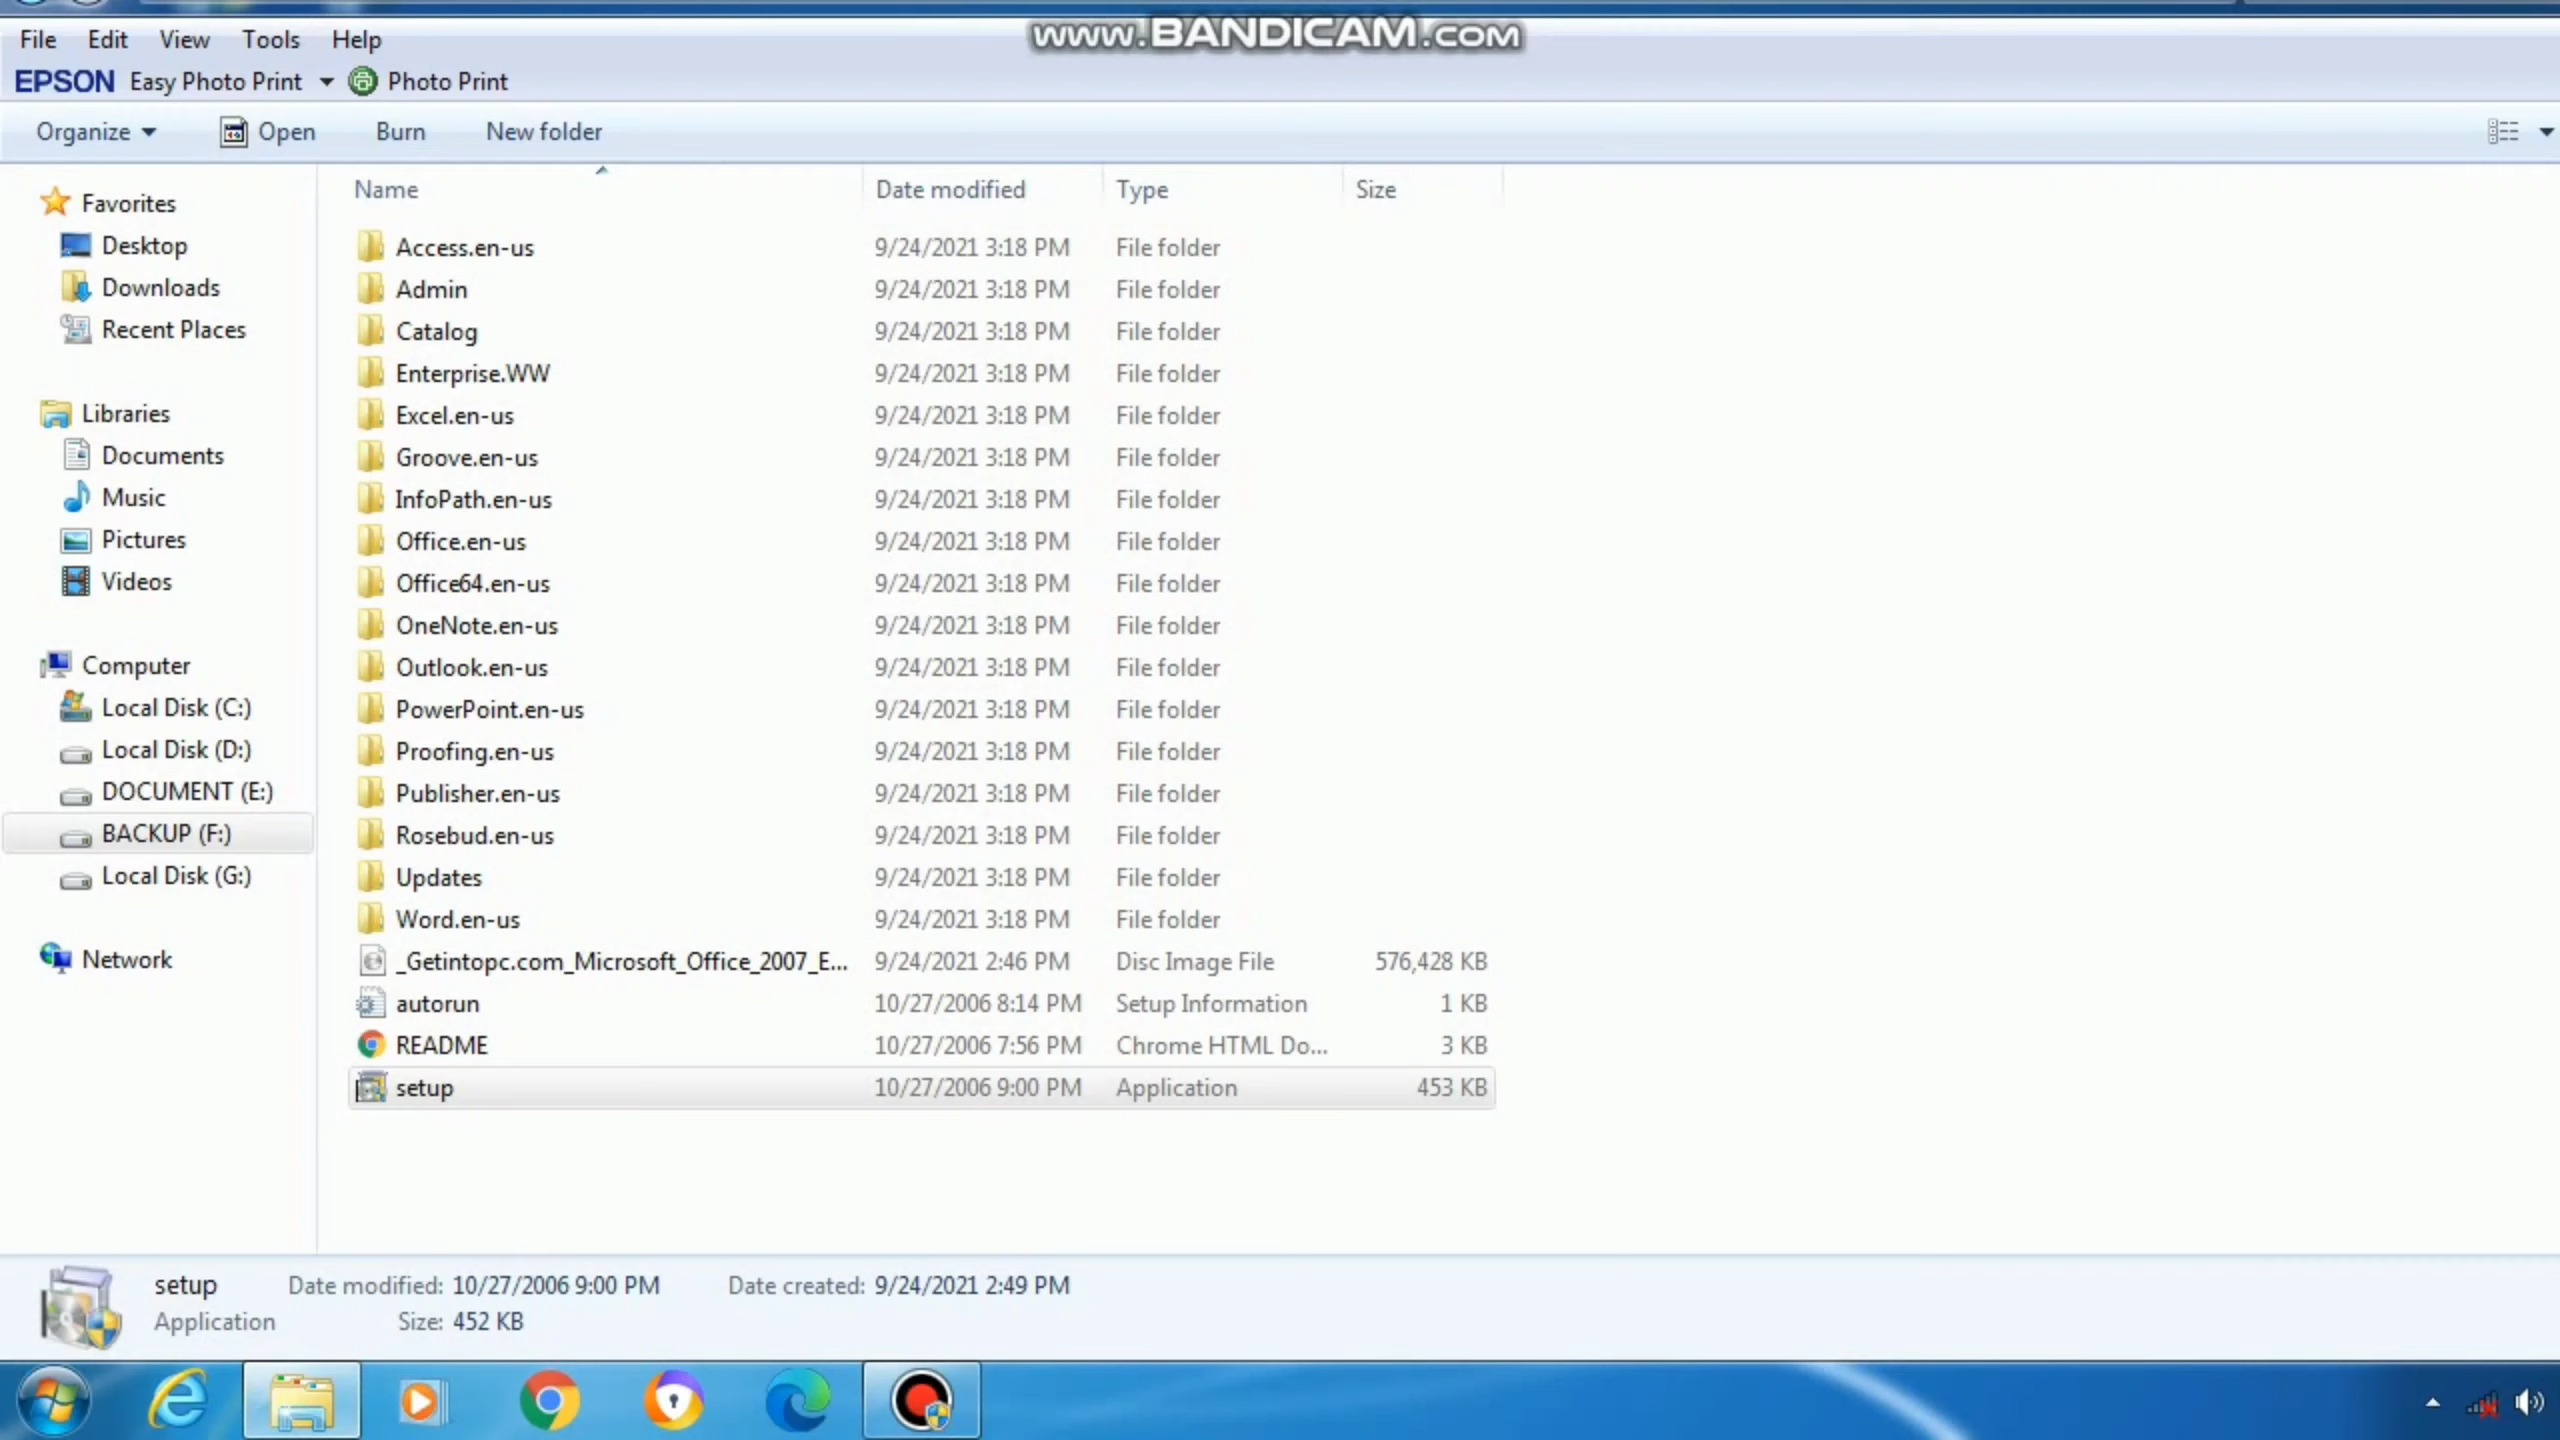 www.BANDICAM.com
File Edit View Tools Help
EPSON Easy Photo Print Photo Print
Organize Open Burn New folder
Name Date modified Type Size
Favorites
Desktop
Downloads
Recent Places
Libraries
Documents
Music
Pictures
Videos
Computer
Local Disk (C:)
Local Disk (D:)
DOCUMENT (E:)
BACKUP (F:)
Local Disk (G:)
Network
Access.en-us 9/24/2021 3:18 PM File folder
Admin 9/24/2021 3:18 PM File folder
Catalog 9/24/2021 3:18 PM File folder
Enterprise.WW 9/24/2021 3:18 PM File folder
Excel.en-us 9/24/2021 3:18 PM File folder
Groove.en-us 9/24/2021 3:18 PM File folder
InfoPath.en-us 9/24/2021 3:18 PM File folder
Office.en-us 9/24/2021 3:18 PM File folder
Office64.en-us 9/24/2021 3:18 PM File folder
OneNote.en-us 9/24/2021 3:18 PM File folder
Outlook.en-us 9/24/2021 3:18 PM File folder
PowerPoint.en-us 9/24/2021 3:18 PM File folder
Proofing.en-us 9/24/2021 3:18 PM File folder
Publisher.en-us 9/24/2021 3:18 PM File folder
Rosebud.en-us 9/24/2021 3:18 PM File folder
Updates 9/24/2021 3:18 PM File folder
Word.en-us 9/24/2021 3:18 PM File folder
_Getintopc.com_Microsoft_Office_2007_E... 9/24/2021 2:46 PM Disc Image File 576,428 KB
autorun 10/27/2006 8:14 PM Setup Information 1 KB
README 10/27/2006 7:56 PM Chrome HTML Do... 3 KB
setup 10/27/2006 9:00 PM Application 453 KB
setup Date modified: 10/27/2006 9:00 PM Date created: 9/24/2021 2:49 PM
Application Size: 452 KB